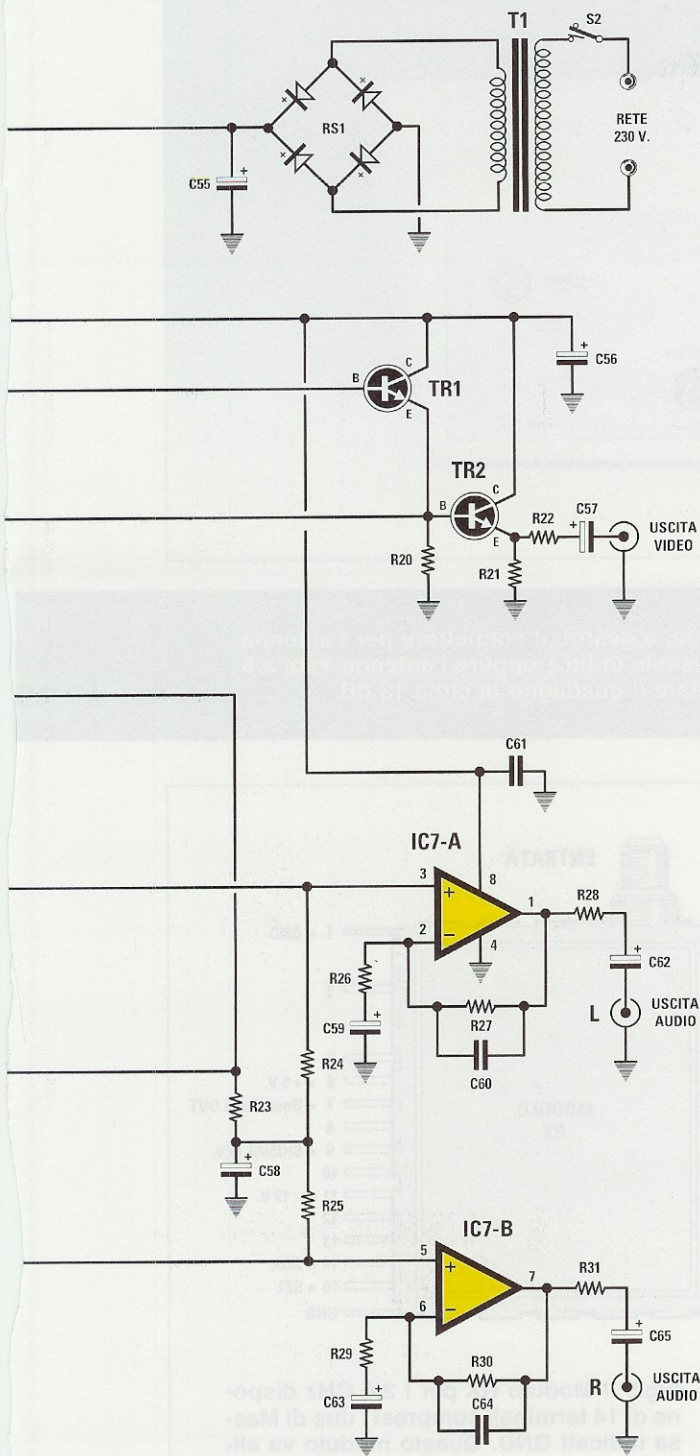 T1
S2
RS1
RETE
230 V.
C55
+
+
C56
B
C
E
TR1
TR2
B
C
E
R22
C57
+
USCITA
VIDEO
R20
R21
C61
IC7-A
3
+
8
2
−
4
1
R28
+
C62
R26
C59
+
R27
C60
L
USCITA
AUDIO
R24
R23
C58
+
R25
IC7-B
5
+
6
−
7
R31
+
C65
R29
C63
+
R30
C64
R
USCITA
AUDIO